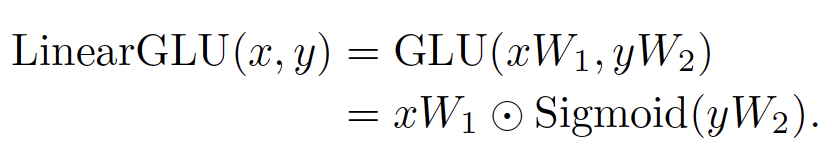 LinearGLU(x, y) = GLU(xW₁, yW₂)
= xW₁ ⊙ Sigmoid(yW₂).